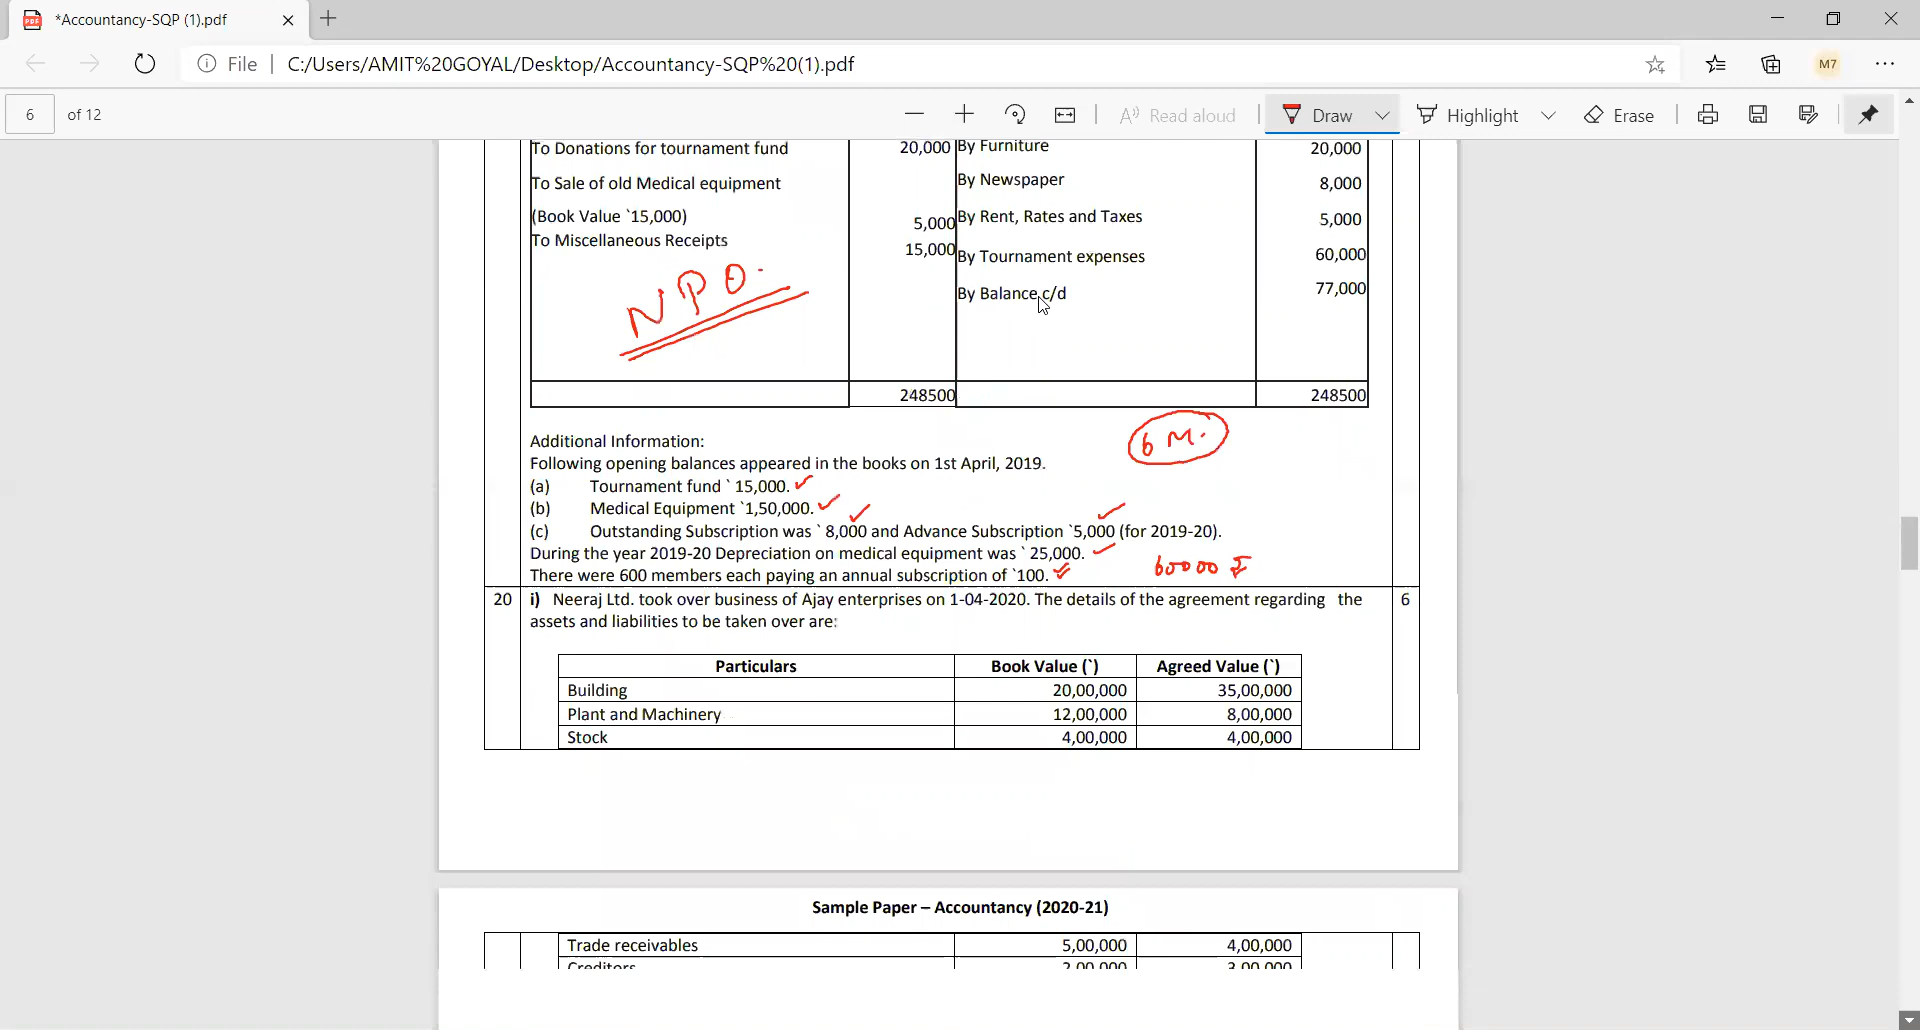 *Accountancy-SQP (1).pdf
File C:/Users/AMIT%20GOYAL/Desktop/Accountancy-SQP%20(1).pdf M7
6 of 12 Read aloud Draw Highlight Erase
To Donations for tournament fund 20,000 By Furniture 20,000
To Sale of old Medical equipment By Newspaper 8,000
(Book Value `15,000) 5,000 By Rent, Rates and Taxes 5,000
To Miscellaneous Receipts 15,000 By Tournament expenses 60,000
NPO. By Balance c/d 77,000
248500 248500
6 M.
Additional Information:
Following opening balances appeared in the books on 1st April, 2019.
(a) Tournament fund ` 15,000.
(b) Medical Equipment `1,50,000.
(c) Outstanding Subscription was ` 8,000 and Advance Subscription `5,000 (for 2019-20).
During the year 2019-20 Depreciation on medical equipment was ` 25,000.
There were 600 members each paying an annual subscription of `100. 60000 I
20 i) Neeraj Ltd. took over business of Ajay enterprises on 1-04-2020. The details of the agreement regarding the 6
assets and liabilities to be taken over are:
Particulars Book Value (`) Agreed Value (`)
Building 20,00,000 35,00,000
Plant and Machinery 12,00,000 8,00,000
Stock 4,00,000 4,00,000
Sample Paper – Accountancy (2020-21)
Trade receivables 5,00,000 4,00,000
Creditors 2,00,000 3,00,000